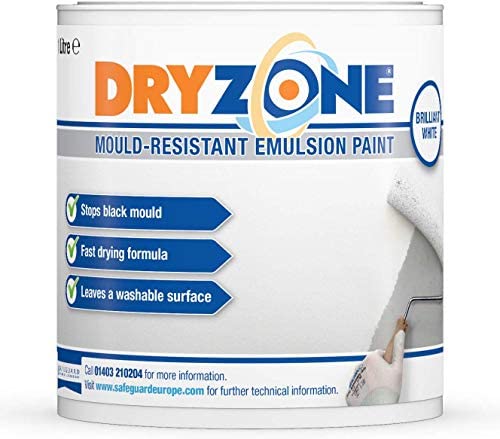 Litre ℮
DRYZONE®
MOULD-RESISTANT EMULSION PAINT
BRILLIANT
WHITE
Stops black mould
Fast drying formula
Leaves a washable surface
Call 01403 210204 for more information.
Visit www.safeguardeurope.com for further technical information.